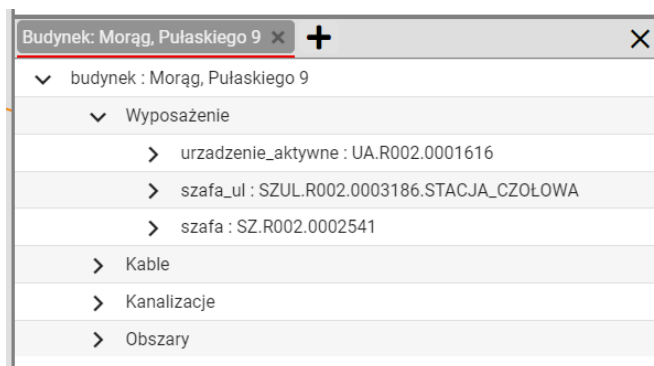 Budynek: Morąg, Pułaskiego 9
budynek : Morąg, Pułaskiego 9
Wyposażenie
urzadzenie_aktywne : UA.R002.0001616
szafa_ul : SZUL.R002.0003186.STACJA_CZOŁOWA
szafa : SZ.R002.0002541
Kable
Kanalizacje
Obszary